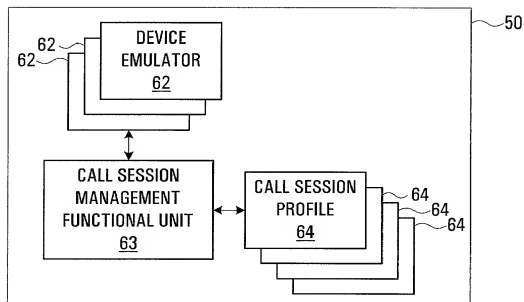 50
62
62
DEVICE
EMULATOR
62
CALL SESSION
MANAGEMENT
FUNCTIONAL UNIT
63
CALL SESSION
PROFILE
64
64
64
64